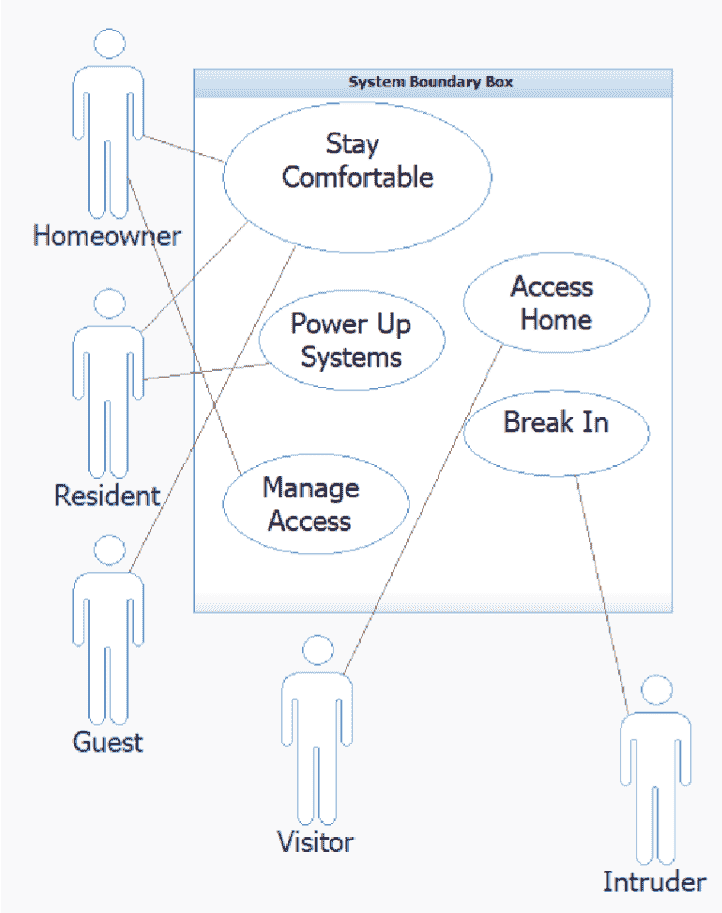 System Boundary Box
Stay
Comfortable
Homeowner
Access
Home
Power Up
Systems
Break In
Resident
Manage
Access
Guest
Visitor
Intruder